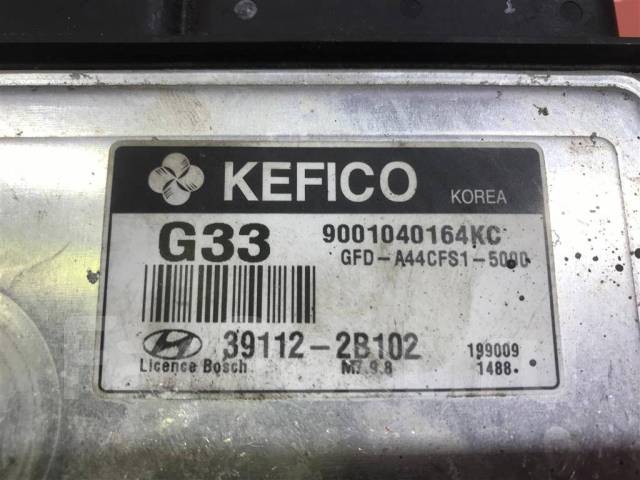 KEFICO KOREA
G33 9001040164KC
GFD-A44CFS1-5000
39112-2B102 199009
Licence Bosch M7.9.8 1488